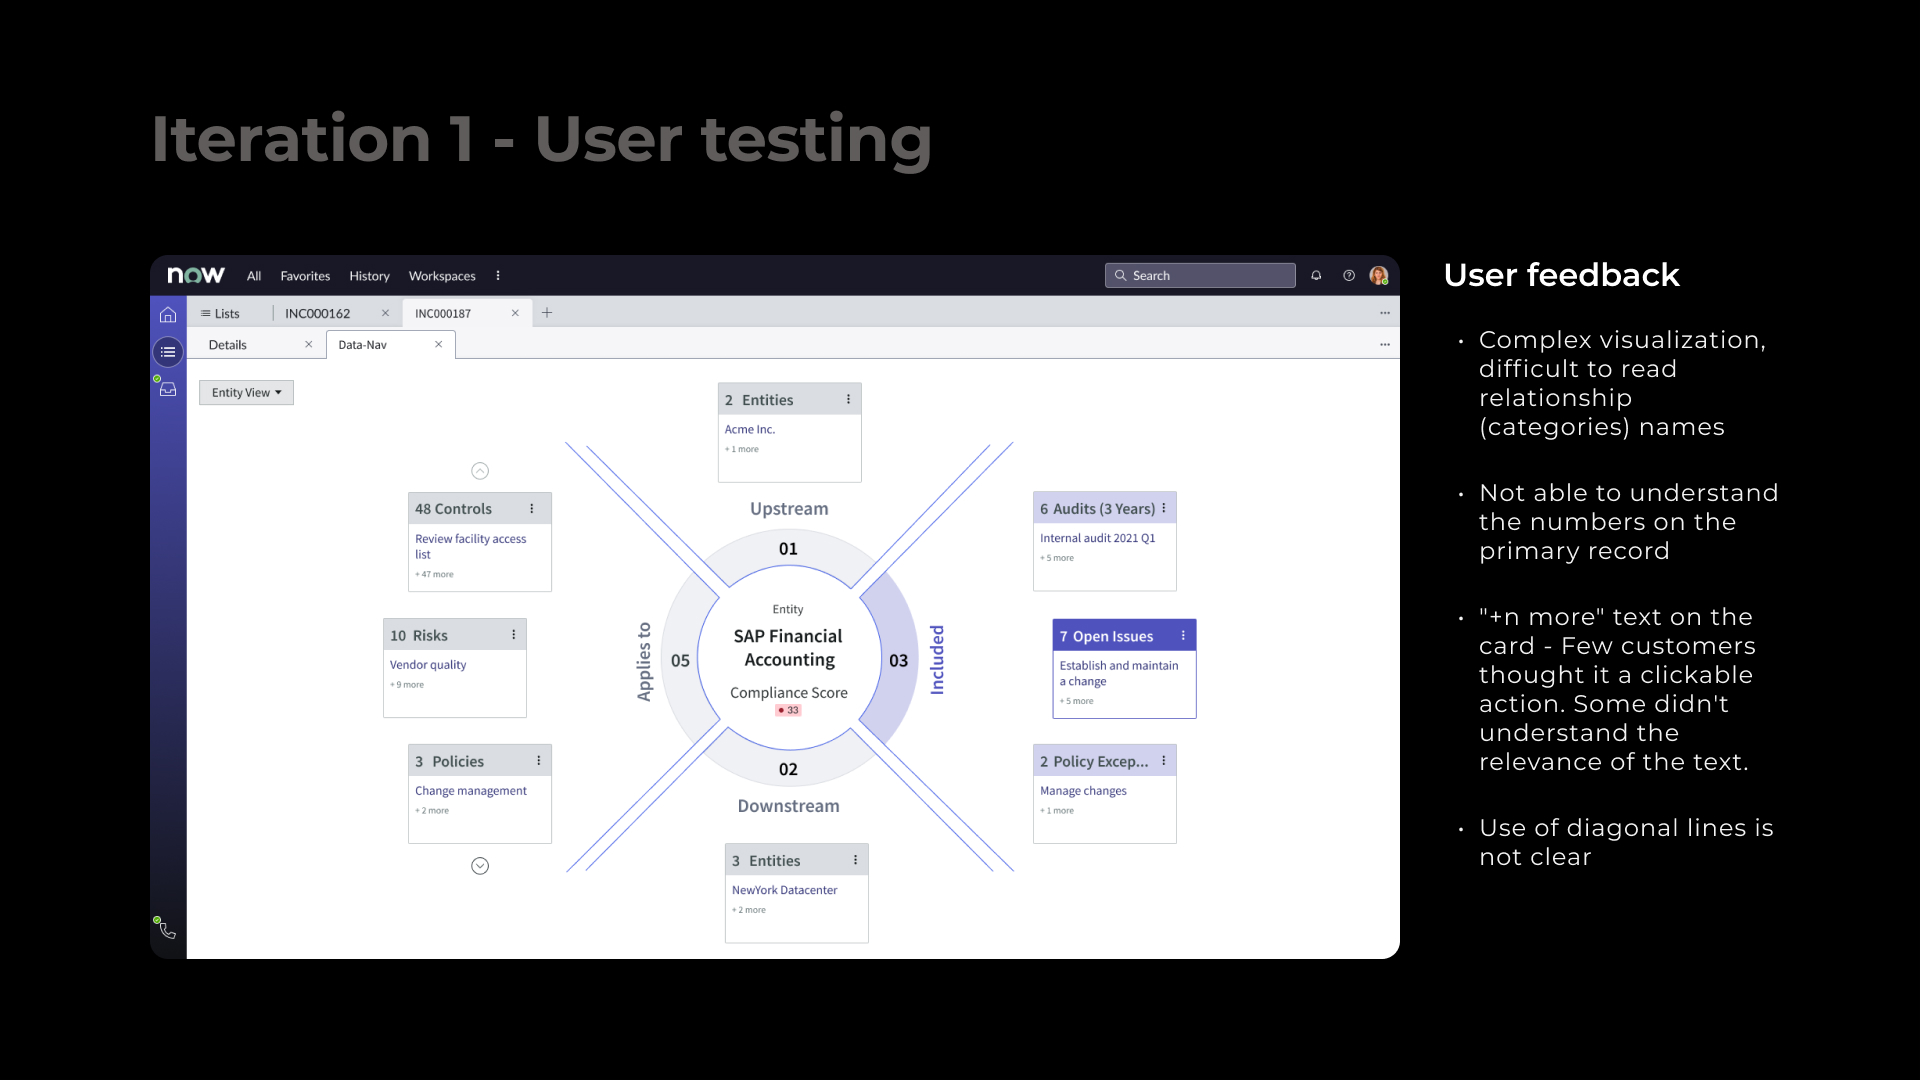 Iteration 1 - User testing
now All Favorites History Workspaces Search
Lists INC000162 INC000187
Details Data-Nav
Entity View
2 Entities
Acme Inc.
+ 1 more
48 Controls
Review facility access
list
+ 47 more
10 Risks
Vendor quality
+ 9 more
3 Policies
Change management
+ 2 more
Upstream
01
Applies to
05
Entity
SAP Financial
Accounting
Compliance Score
33
03
Included
02
Downstream
3 Entities
NewYork Datacenter
+ 2 more
6 Audits (3 Years)
Internal audit 2021 Q1
+ 5 more
7 Open Issues
Establish and maintain
a change
+ 5 more
2 Policy Excep...
Manage changes
+ 1 more
User feedback
• Complex visualization,
difficult to read
relationship
(categories) names
• Not able to understand
the numbers on the
primary record
• "+n more" text on the
card - Few customers
thought it a clickable
action. Some didn't
understand the
relevance of the text.
• Use of diagonal lines is
not clear